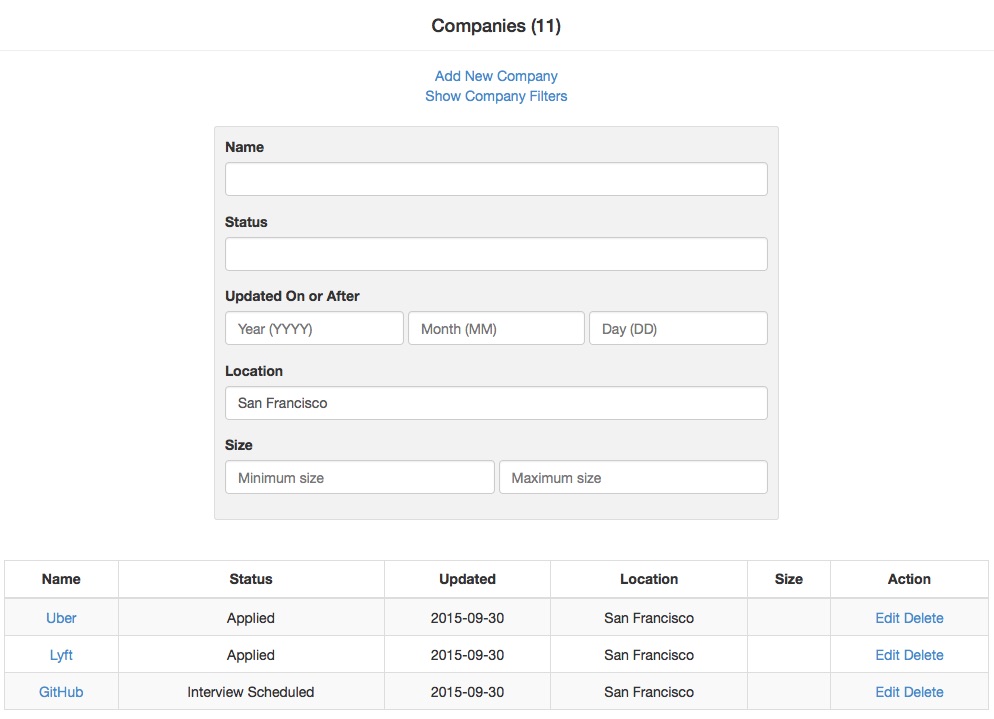 Companies (11)
Add New Company
Show Company Filters
Name
Status
Updated On or After
Year (YYYY) Month (MM) Day (DD)
Location
San Francisco
Size
Minimum size Maximum size
Name Status Updated Location Size Action
Uber Applied 2015-09-30 San Francisco Edit Delete
Lyft Applied 2015-09-30 San Francisco Edit Delete
GitHub Interview Scheduled 2015-09-30 San Francisco Edit Delete